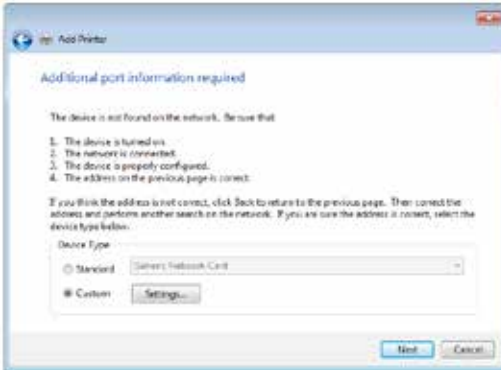 Add Printer
Additional port information required
The device is not found on the network. Be sure that:
1. The device is turned on.
2. The network is connected.
3. The device is properly configured.
4. The address on the previous page is correct.
If you think the address is not correct, click Back to return to the previous page. Then correct the
address and perform another search on the network. If you are sure the address is correct, select the
device type below.
Device Type
Standard
Generic Network Card
Custom
Settings...
Next
Cancel